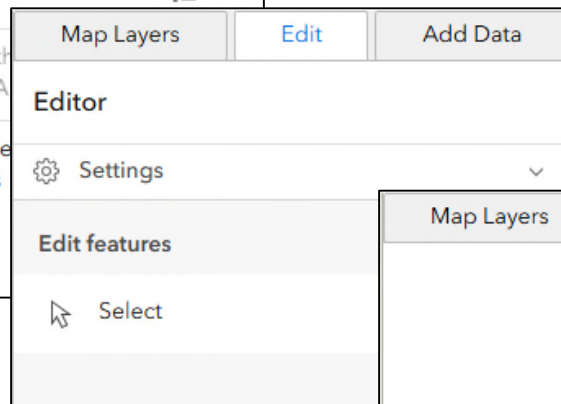 Map Layers Edit Add Data
Editor
Settings
Edit features
Map Layers
Select